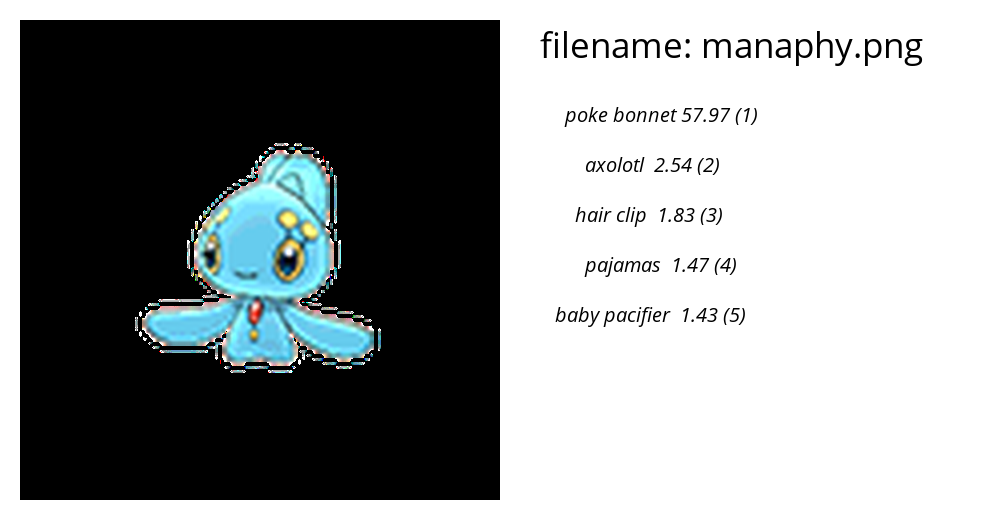 filename: manaphy.png
poke bonnet 57.97 (1)
axolotl 2.54 (2)
hair clip 1.83 (3)
pajamas 1.47 (4)
baby pacifier 1.43 (5)